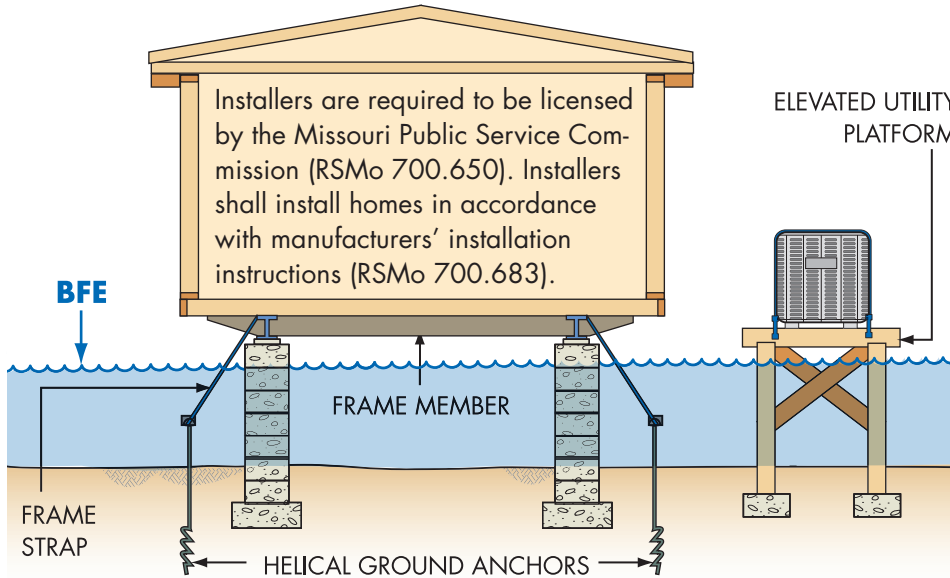 Installers are required to be licensed
by the Missouri Public Service Com-
mission (RSMo 700.650). Installers
shall install homes in accordance
with manufacturers’ installation
instructions (RSMo 700.683).
ELEVATED UTILITY
PLATFORM
BFE
FRAME MEMBER
FRAME
STRAP
HELICAL GROUND ANCHORS